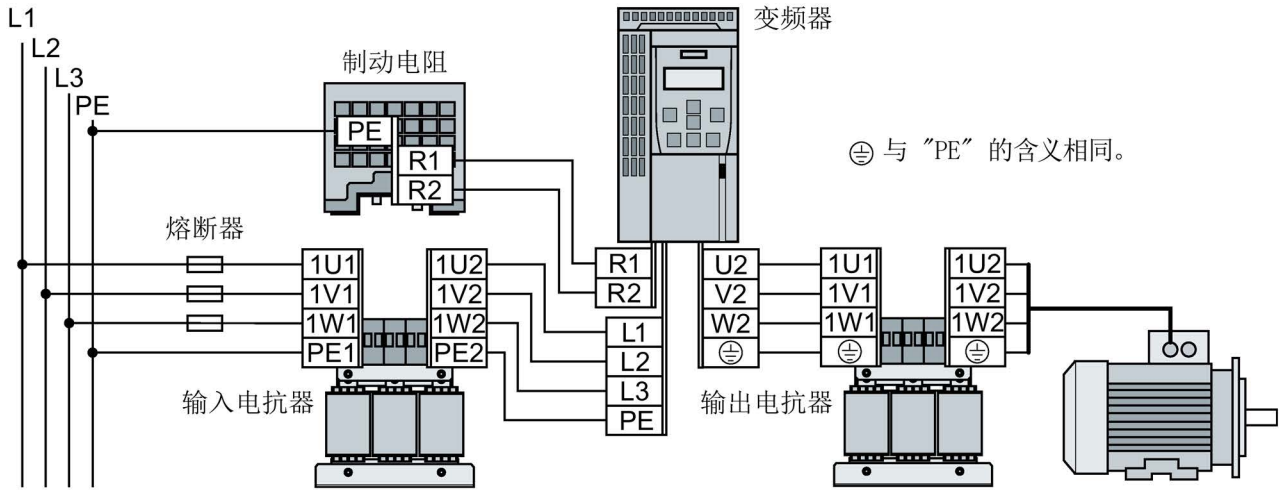 L1
L2
L3
PE
制动电阻
PE
R1
R2
变频器
与 "PE" 的含义相同。
熔断器
1U1
1V1
1W1
PE1
1U2
1V2
1W2
PE2
输入电抗器
R1
R2
L1
L2
L3
PE
U2
V2
W2
1U1
1V1
1W1
1U2
1V2
1W2
输出电抗器